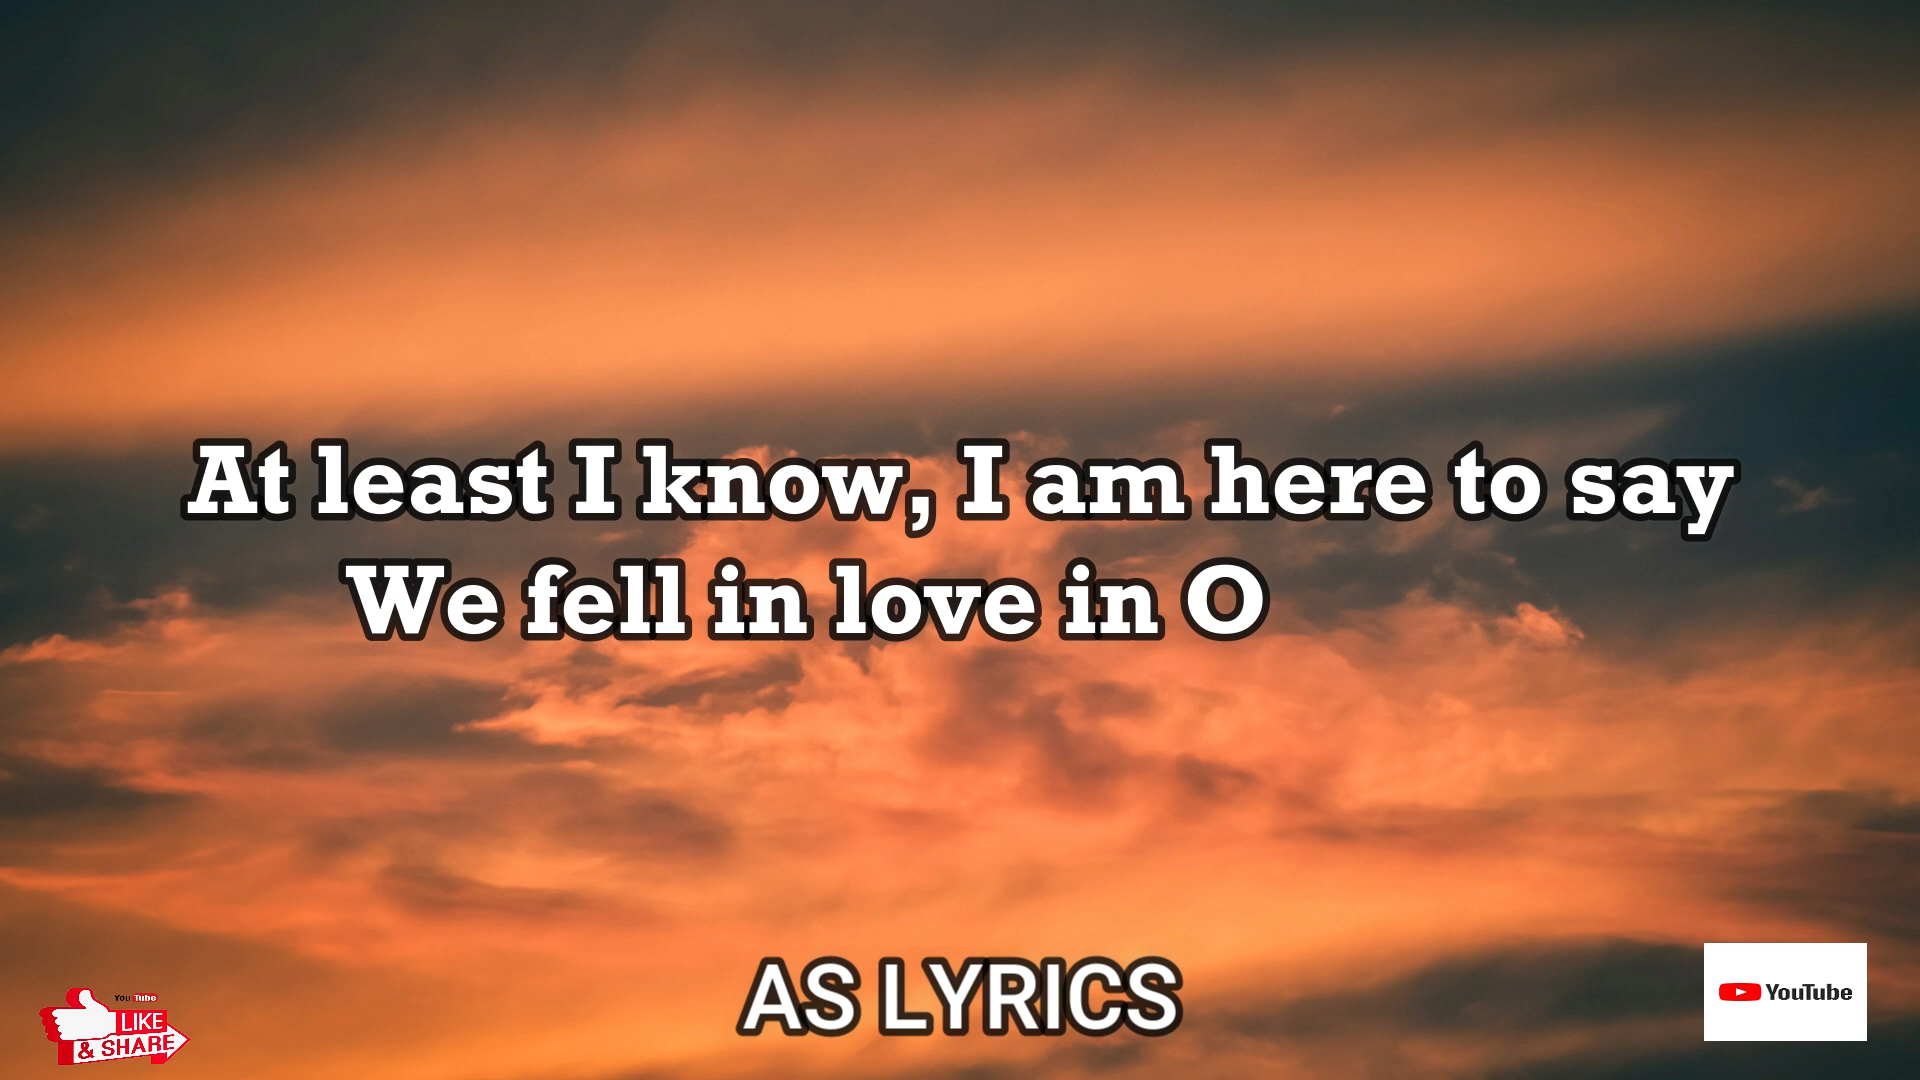 At least I know, I am here to say
We fell in love in O
AS LYRICS
You Tube
LIKE
& SHARE
YouTube